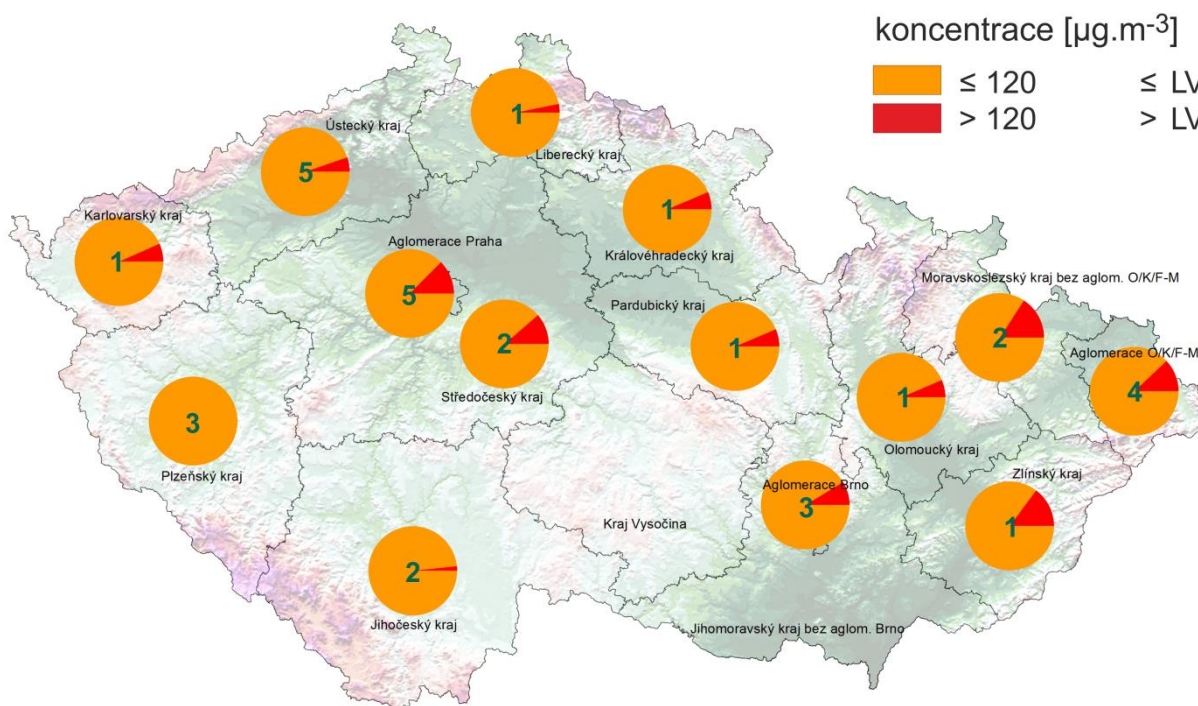 koncentrace [µg.m-3]
≤ 120 ≤ LV
> 120 > LV
1
Ústecký kraj
Liberecký kraj
5
1
Karlovarský kraj
Aglomerace Praha
Královéhradecký kraj
1
Moravskoslezský kraj bez aglom. O/K/F-M
5
Pardubický kraj
2
2
1
Aglomerace O/K/F-M
Středočeský kraj
1
4
3
Olomoucký kraj
Plzeňský kraj
Zlínský kraj
Aglomerace Brno
3
Kraj Vysočina
1
2
Jihočeský kraj
Jihomoravský kraj bez aglom. Brno